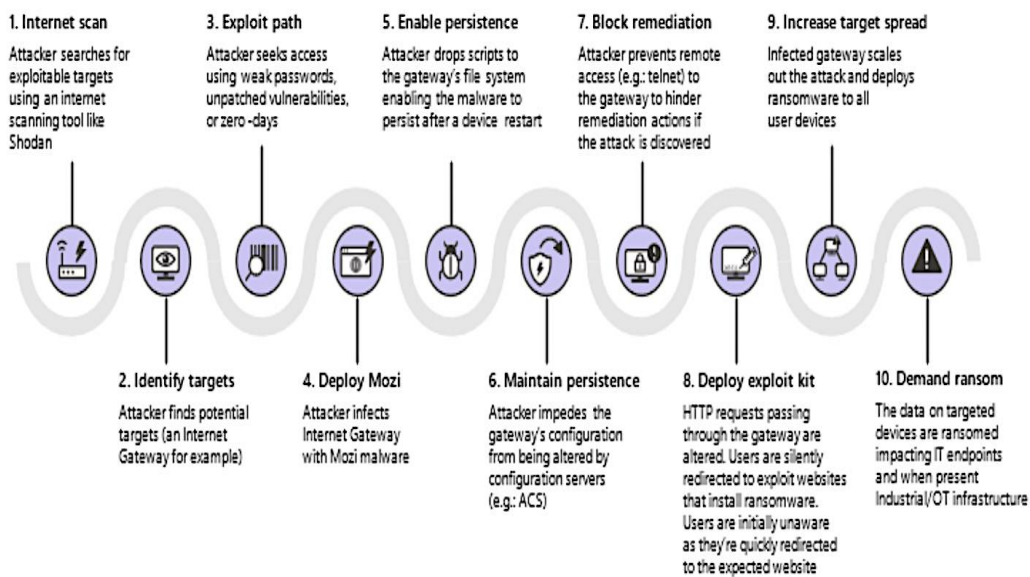 1. Internet scan
Attacker searches for
exploitable targets
using an internet
scanning tool like
Shodan
2. Identify targets
Attacker finds potential
targets (an Internet
Gateway for example)
3. Exploit path
Attacker seeks access
using weak passwords,
unpatched vulnerabilities,
or zero -days
4. Deploy Mozi
Attacker infects
Internet Gateway
with Mozi malware
5. Enable persistence
Attacker drops scripts to
the gateway's file system
enabling the malware to
persist after a device restart
6. Maintain persistence
Attacker impedes the
gateway's configuration
from being altered by
configuration servers
(e.g.: ACS)
7. Block remediation
Attacker prevents remote
access (e.g.: telnet) to
the gateway to hinder
remediation actions if
the attack is discovered
8. Deploy exploit kit
HTTP requests passing
through the gateway are
altered. Users are silently
redirected to exploit websites
that install ransomware.
Users are initially unaware
as they're quickly redirected
to the expected website
9. Increase target spread
Infected gateway scales
out the attack and deploys
ransomware to all
user devices
10. Demand ransom
The data on targeted
devices are ransomed
impacting IT endpoints
and when present
Industrial/OT infrastructure